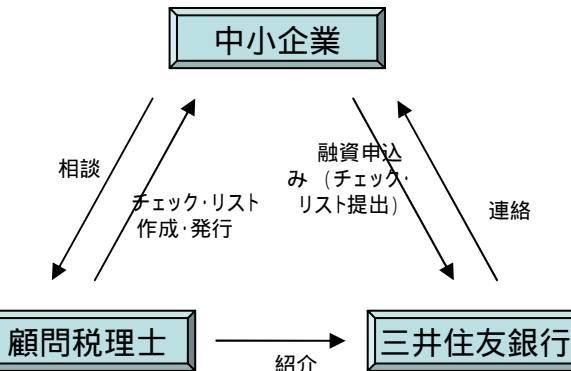 中小企業
相談
チェック・リスト
作成・発行
融資申込
み （チェック・
リスト提出）
連絡
顧問税理士
紹介
三井住友銀行